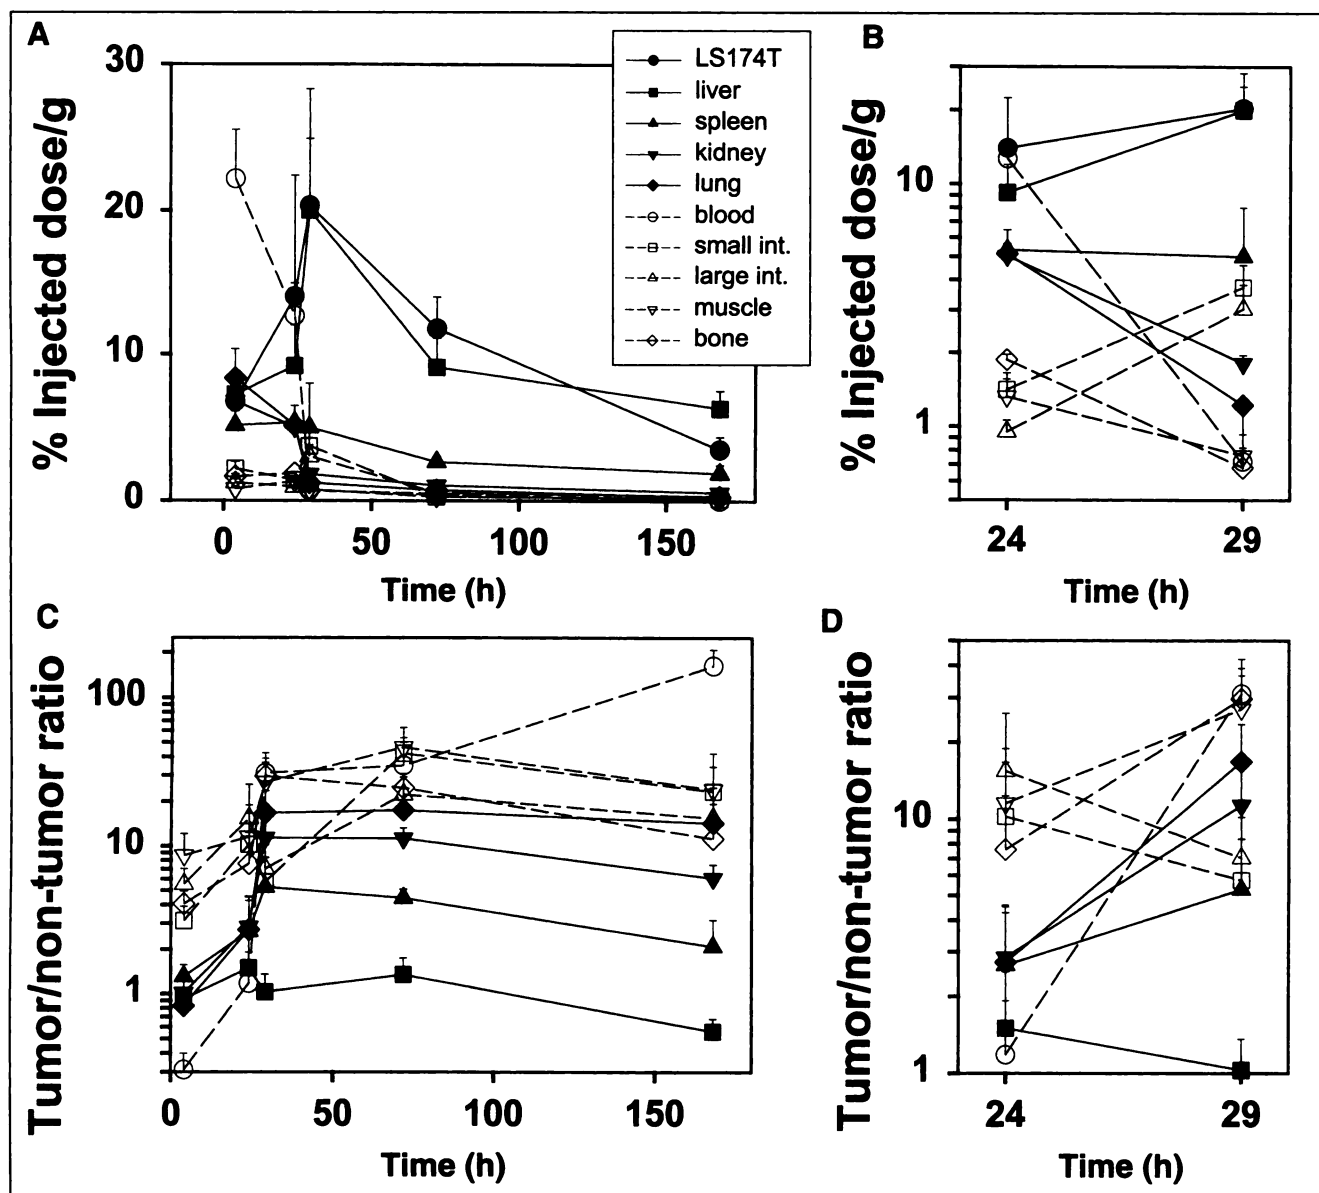 A
% Injected dose/g
30
20
10
0
0 50 100 150
Time (h)
LS174T
liver
spleen
kidney
lung
blood
small int.
large int.
muscle
bone
B
% Injected dose/g
10
1
24 29
Time (h)
C
Tumor/non-tumor ratio
100
10
1
0 50 100 150
Time (h)
D
Tumor/non-tumor ratio
10
1
24 29
Time (h)